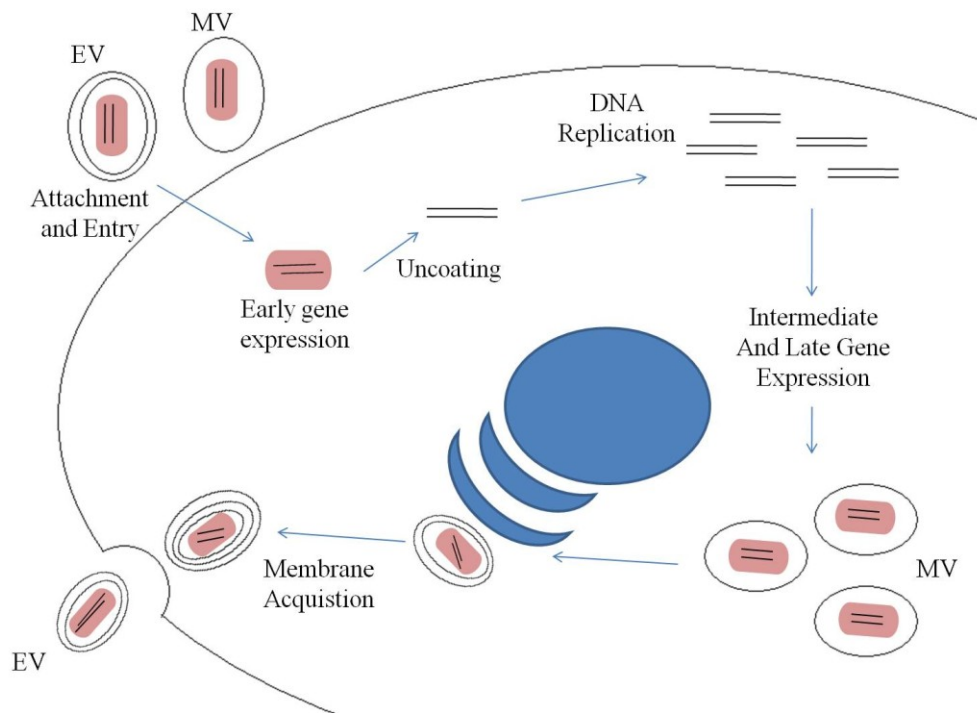 EV
MV
Attachment
and Entry
Early gene
expression
Uncoating
DNA
Replication
Intermediate
And Late Gene
Expression
MV
Membrane
Acquistion
EV